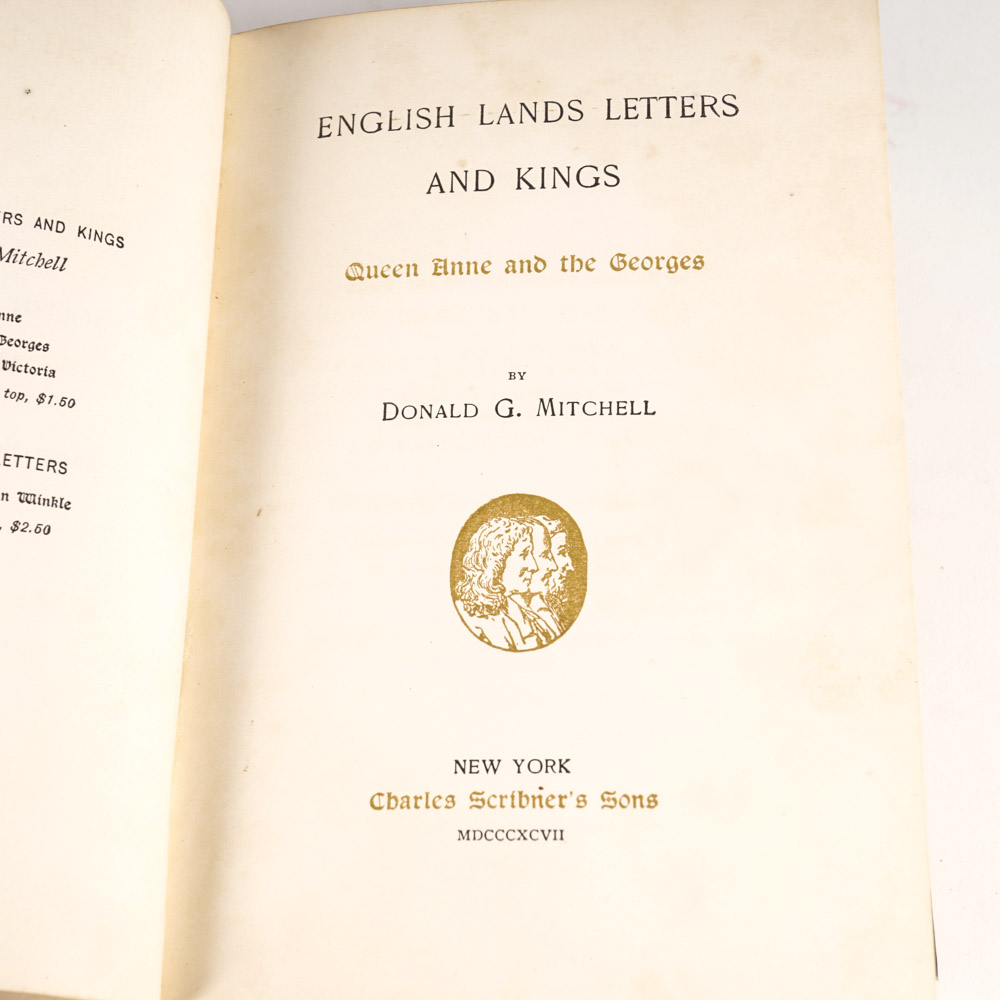 RS AND KINGS
Mitchell
Georges
Victoria
top, $1.50
ETTERS
n Winkle
, $2.50
ENGLISH LANDS LETTERS
AND KINGS
Queen Anne and the Georges
BY
DONALD G. MITCHELL
NEW YORK
Charles Scribner's Sons
MDCCCXCVII